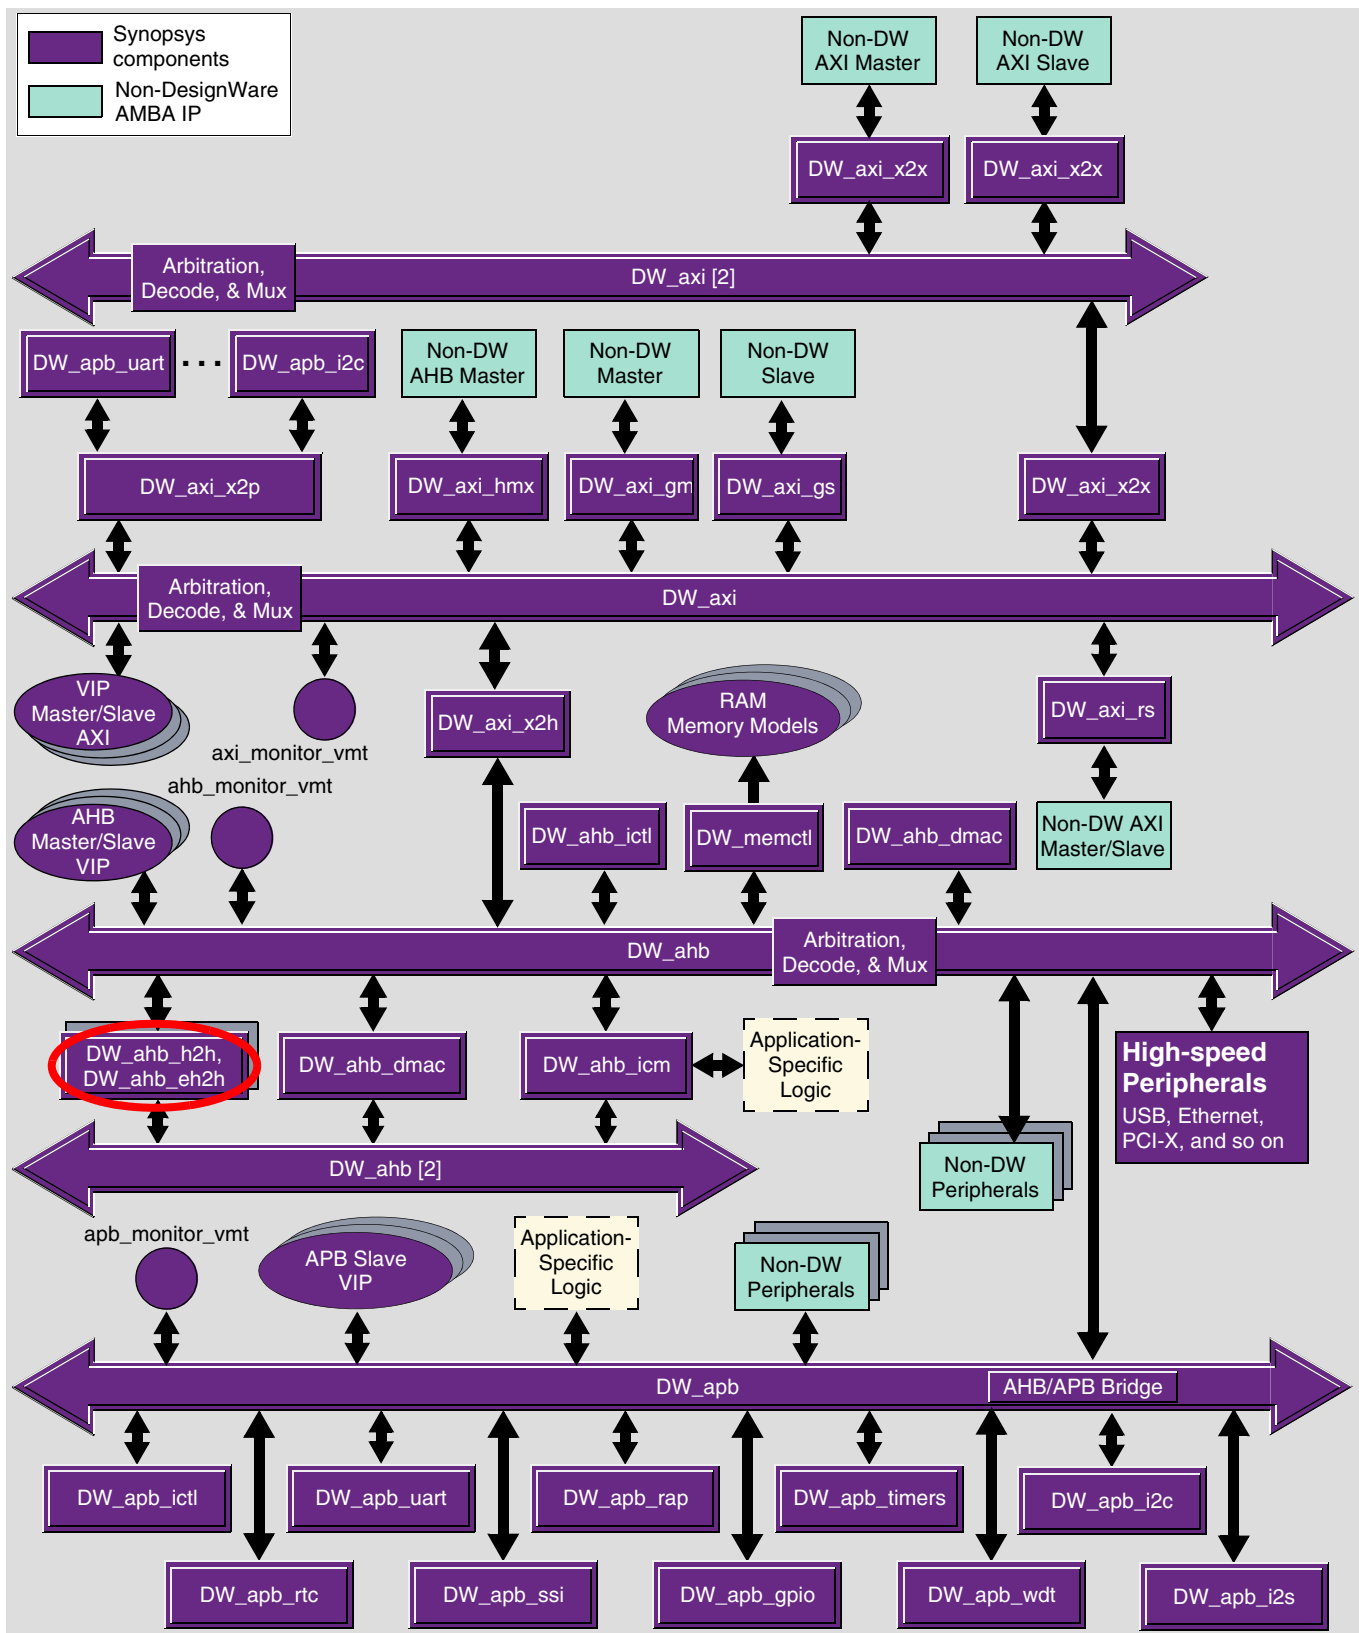 Synopsys
components
Non-DesignWare
AMBA IP
Non-DW
AXI Master
Non-DW
AXI Slave
DW_axi_x2x
DW_axi_x2x
Arbitration,
Decode, & Mux
DW_axi [2]
DW_apb_uart
. . .
DW_apb_i2c
Non-DW
AHB Master
Non-DW
Master
Non-DW
Slave
DW_axi_x2p
DW_axi_hmx
DW_axi_gm
DW_axi_gs
DW_axi_x2x
Arbitration,
Decode, & Mux
DW_axi
VIP
Master/Slave
AXI
axi_monitor_vmt
DW_axi_x2h
RAM
Memory Models
DW_axi_rs
ahb_monitor_vmt
AHB
Master/Slave
VIP
DW_ahb_ictl
DW_memctl
DW_ahb_dmac
Non-DW AXI
Master/Slave
DW_ahb
Arbitration,
Decode, & Mux
DW_ahb_h2h,
DW_ahb_eh2h
DW_ahb_dmac
DW_ahb_icm
Application-
Specific
Logic
High-speed
Peripherals
USB, Ethernet,
PCI-X, and so on
DW_ahb [2]
Non-DW
Peripherals
apb_monitor_vmt
APB Slave
VIP
Application-
Specific
Logic
Non-DW
Peripherals
DW_apb
AHB/APB Bridge
DW_apb_ictl
DW_apb_uart
DW_apb_rap
DW_apb_timers
DW_apb_i2c
DW_apb_rtc
DW_apb_ssi
DW_apb_gpio
DW_apb_wdt
DW_apb_i2s